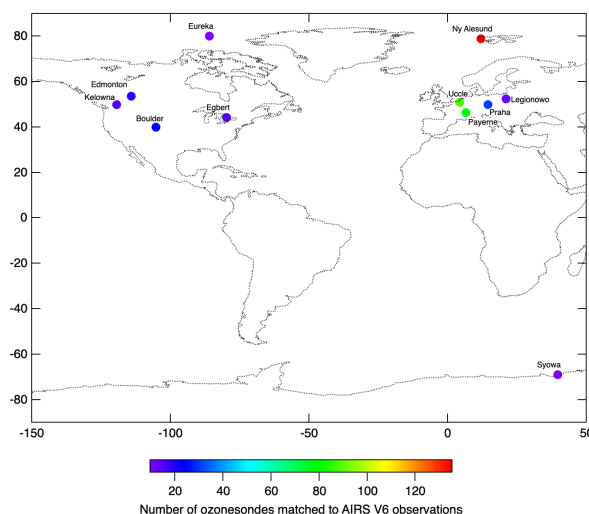 80
60
40
20
0
-20
-40
-60
-80
Eureka
Ny Alesund
Edmonton
Kelowna
Boulder
Egbert
Uccle
Legionowo
Praha
Payerne
Syowa
-150 -100 -50 0 50
20 40 60 80 100 120
Number of ozonesondes matched to AIRS V6 observations